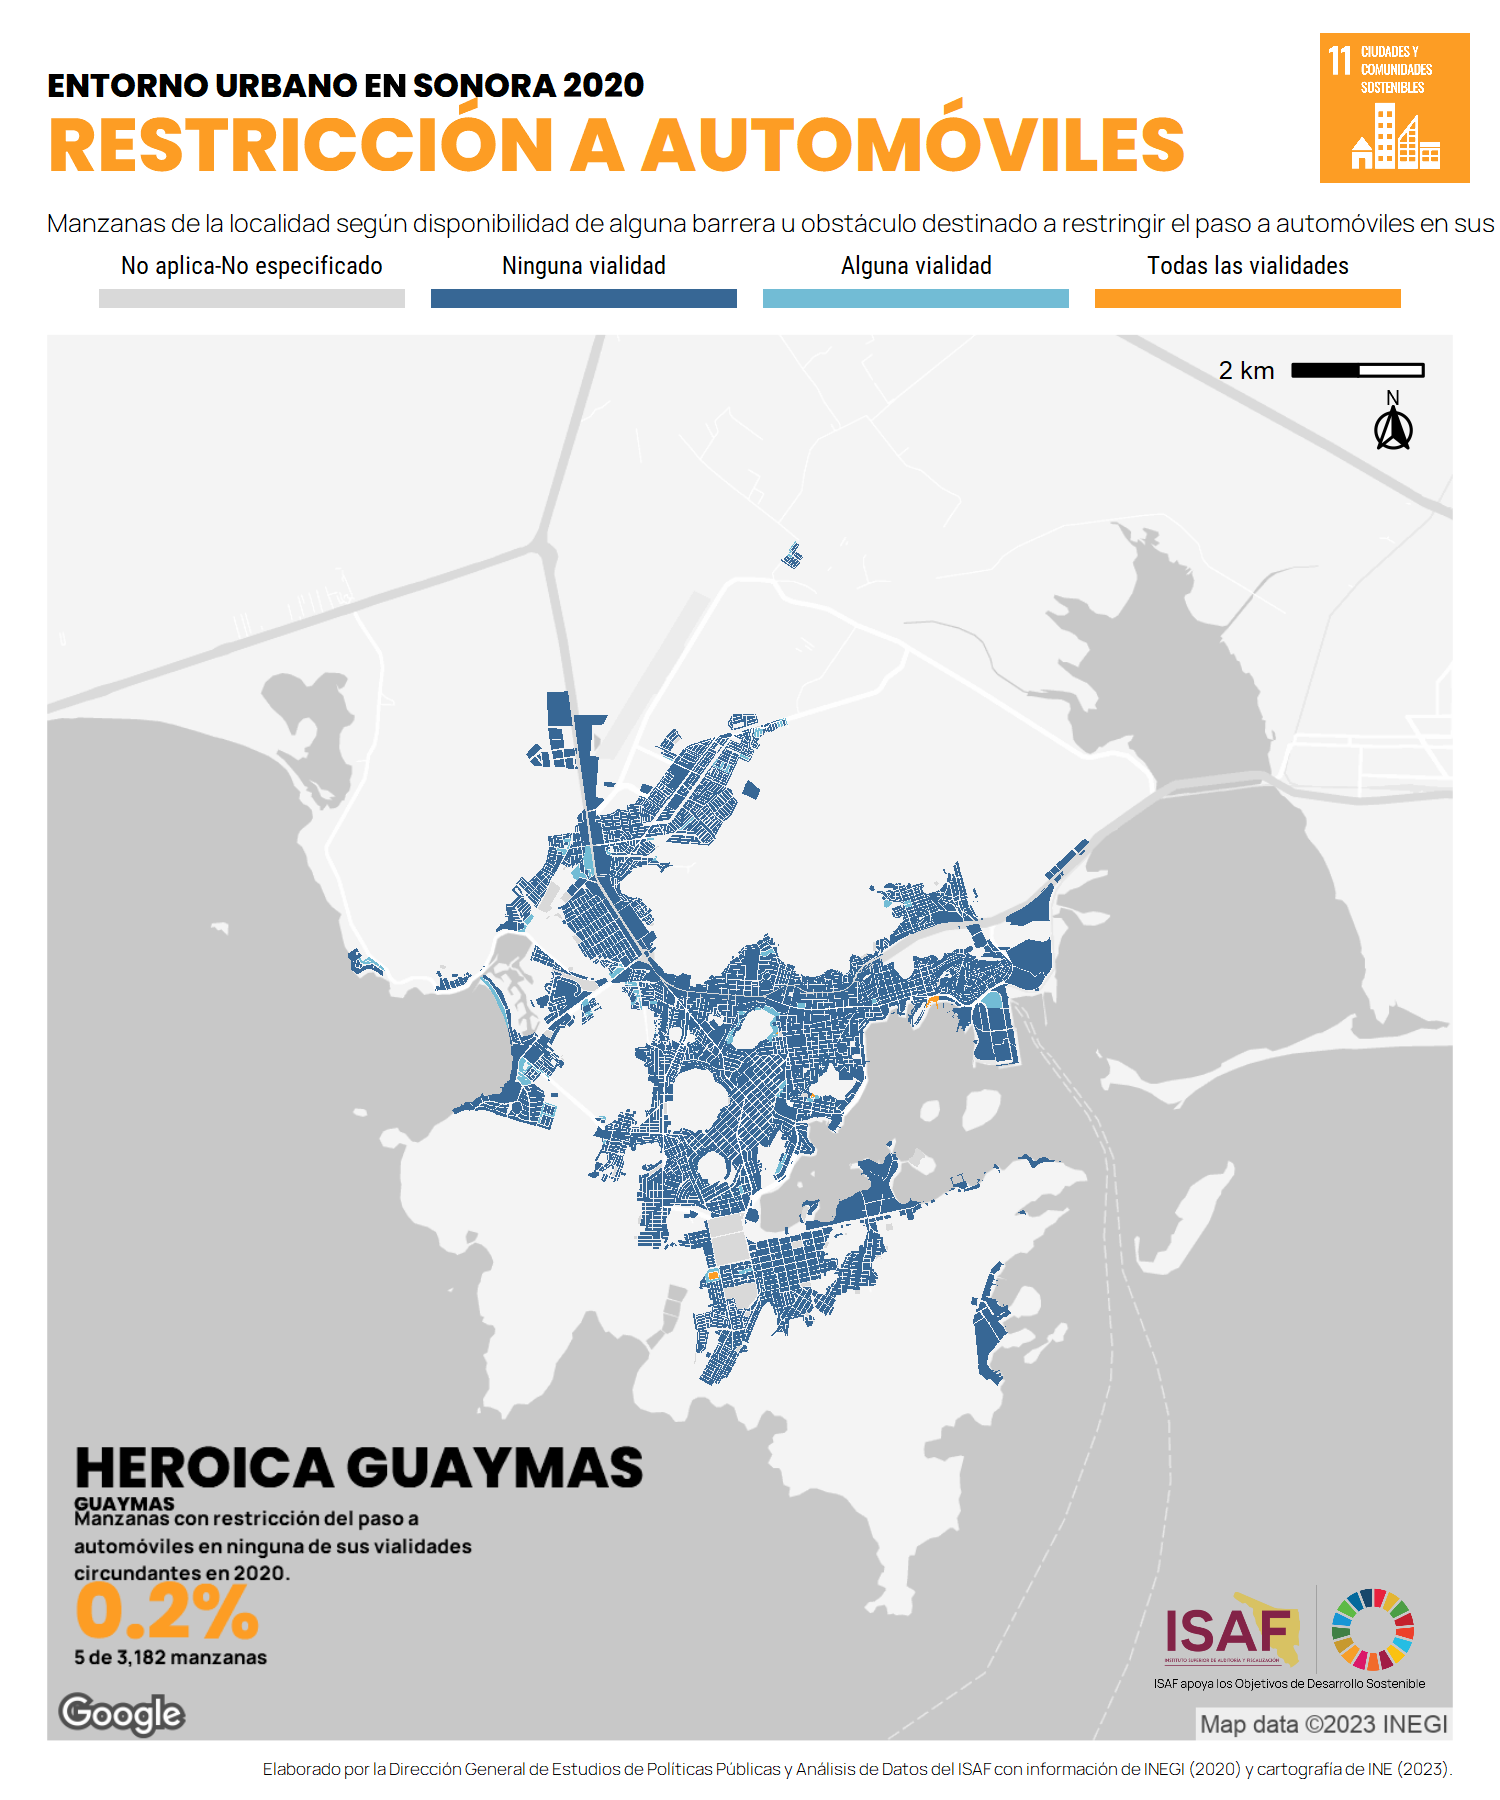 ENTORNO URBANO EN SONORA 2020
RESTRICCIÓN A AUTOMÓVILES
11 CIUDADES Y
COMUNIDADES
SOSTENIBLES
Manzanas de la localidad según disponibilidad de alguna barrera u obstáculo destinado a restringir el paso a automóviles en sus
No aplica-No especificado
Ninguna vialidad
Alguna vialidad
Todas las vialidades
2 km
N
HEROICA GUAYMAS
GUAYMAS
Manzanas con restricción del paso a
automóviles en ninguna de sus vialidades
circundantes en 2020.
0.2%
5 de 3,182 manzanas
ISAF
INSTITUTO SUPERIOR DE AUDITORÍA Y FISCALIZACIÓN
ISAF apoya los Objetivos de Desarrollo Sostenible
Google
Map data ©2023 INEGI
Elaborado por la Dirección General de Estudios de Políticas Públicas y Análisis de Datos del ISAF con información de INEGI (2020) y cartografía de INE (2023).